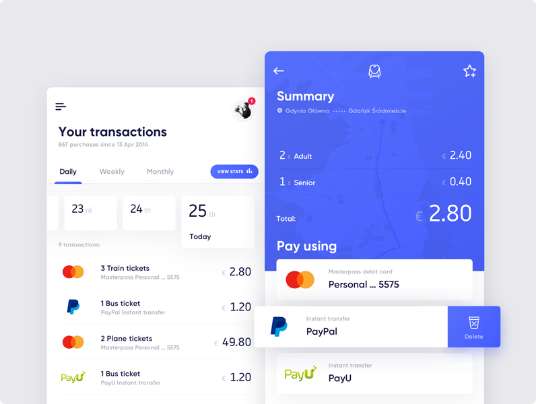 Your transactions
867 purchases since 13 Apr 2014
Daily
Weekly
Monthly
VIEW STATS
23
24 th
25 th
Today
9 transactions
3 Train tickets
Masterpass Personal ... 5575
€ 2.80
1 Bus ticket
PayPal Instant transfer
€ 1.20
2 Plane tickets
Masterpass Personal ... 5575
€ 49.80
PayU
1 Bus ticket
PayU Instant transfer
€ 1.20
Summary
Gdynia Główna ····· Gdańsk Śródmieście
2 x Adult
€ 2.40
1 x Senior
€ 0.40
Total:
€ 2.80
Pay using
Masterpass debit card
Personal ... 5575
Instant transfer
PayPal
Delete
PayU
Instant transfer
PayU